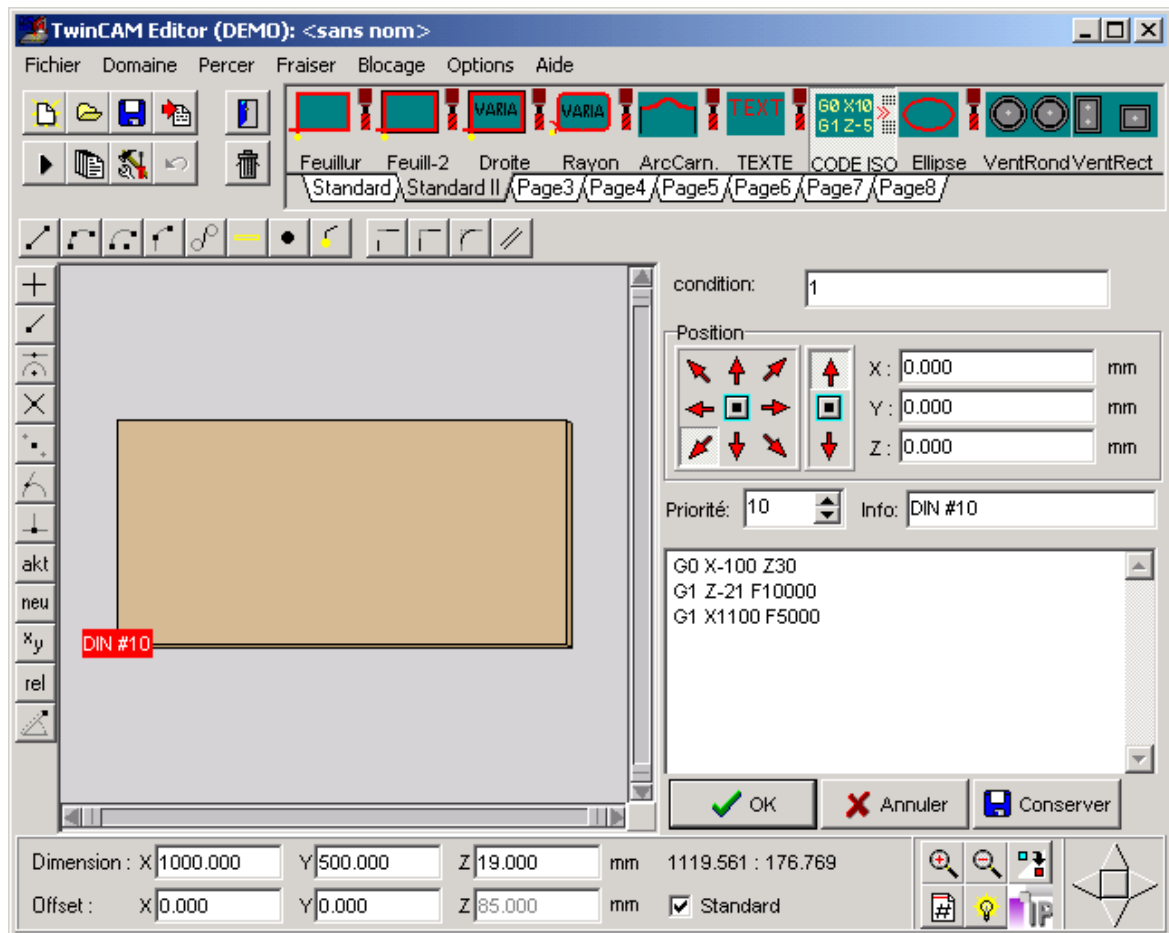 TwinCAM Editor (DEMO): <sans nom>
Fichier Domaine Percer Fraiser Blocage Options Aide
VARIA VARIA TEXT G0 X10
G1 Z-5
Feuillur Feuill-2 Droite Rayon ArcCarn. TEXTE CODE ISO Ellipse VentRond VentRect
Standard Standard II Page3 Page4 Page5 Page6 Page7 Page8
condition: 1
Position
X : 0.000 mm
Y : 0.000 mm
Z : 0.000 mm
Priorité: 10 Info: DIN #10
akt
neu
xy
rel
DIN #10
G0 X-100 Z30
G1 Z-21 F10000
G1 X1100 F5000
OK Annuler Conserver
Dimension : X 1000.000 Y 500.000 Z 19.000 mm 1119.561 : 176.769
Offset : X 0.000 Y 0.000 Z 85.000 mm Standard
# IP